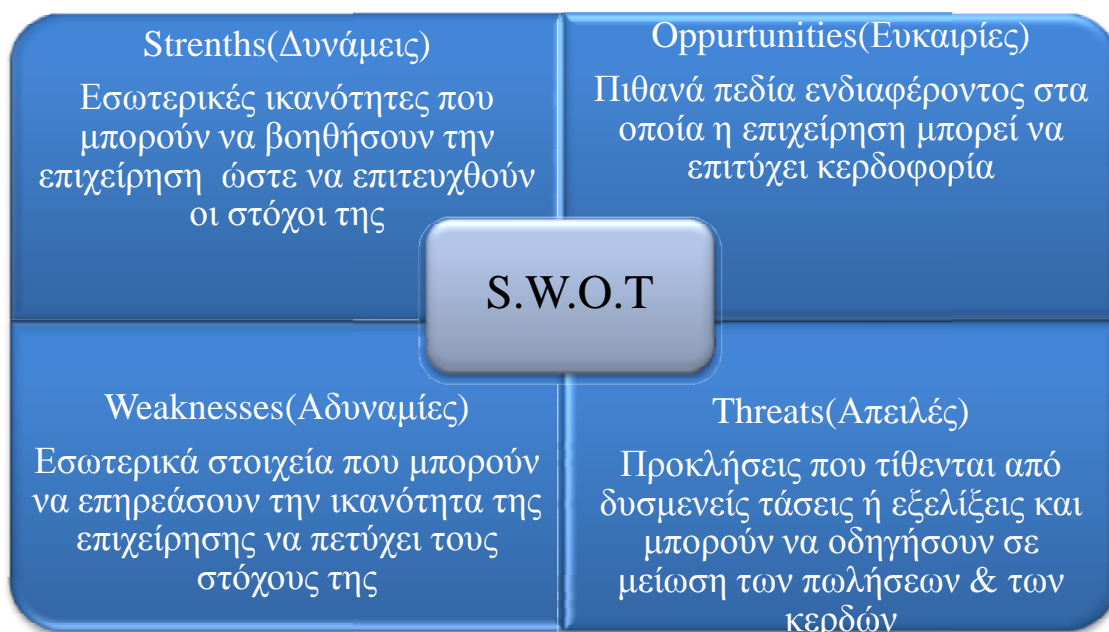 Strenths(Δυνάμεις)
Εσωτερικές ικανότητες που
μπορούν να βοηθήσουν την
επιχείρηση ώστε να επιτευχθούν
οι στόχοι της
Oppurtunities(Ευκαιρίες)
Πιθανά πεδία ενδιαφέροντος στα
οποία η επιχείρηση μπορεί να
επιτύχει κερδοφορία
S.W.O.T
Weaknesses(Αδυναμίες)
Εσωτερικά στοιχεία που μπορούν
να επηρεάσουν την ικανότητα της
επιχείρησης να πετύχει τους
στόχους της
Threats(Απειλές)
Προκλήσεις που τίθενται από
δυσμενείς τάσεις ή εξελίξεις και
μπορούν να οδηγήσουν σε
μείωση των πωλήσεων & των
κερδών